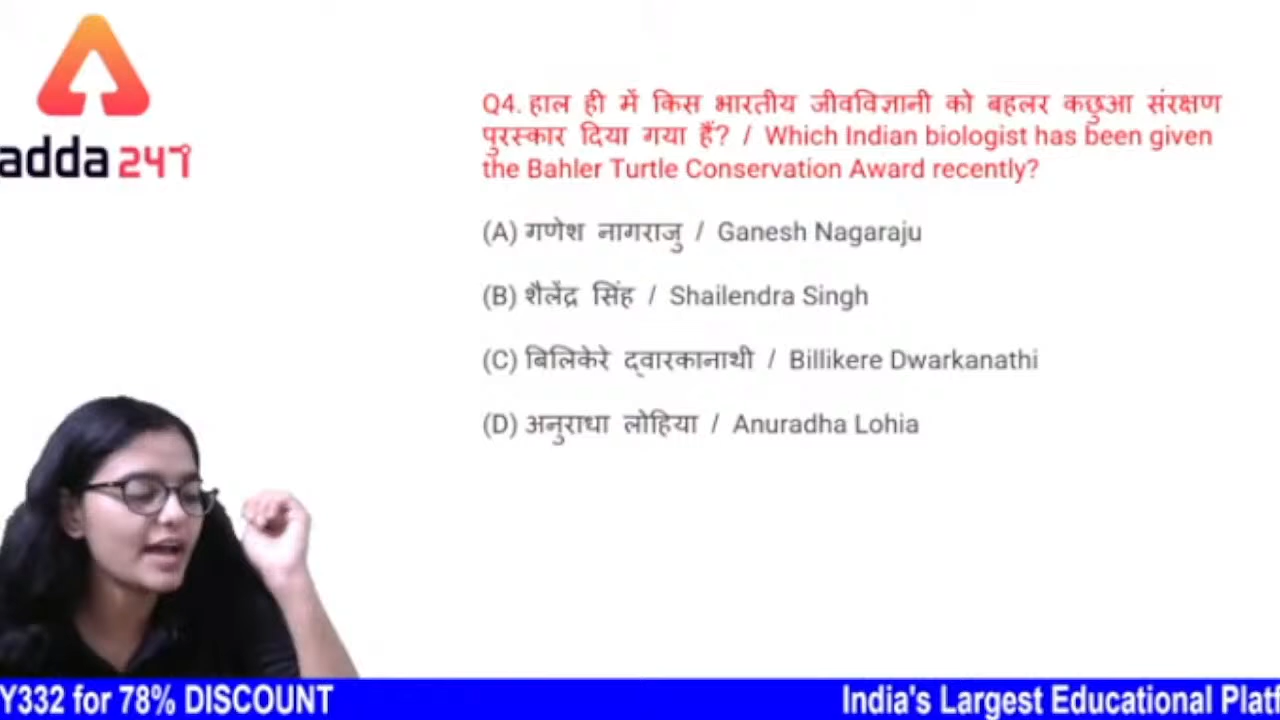 adda 247
Q4. हाल ही में किस भारतीय जीवविज्ञानी को बहलर कछुआ संरक्षण
पुरस्कार दिया गया हैं? / Which Indian biologist has been given
the Bahler Turtle Conservation Award recently?
(A) गणेश नागराजु / Ganesh Nagaraju
(B) शैलेंद्र सिंह / Shailendra Singh
(C) बिलिकेरे द्वारकानाथी / Billikere Dwarkanathi
(D) अनुराधा लोहिया / Anuradha Lohia
Y332 for 78% DISCOUNT
India's Largest Educational Platf